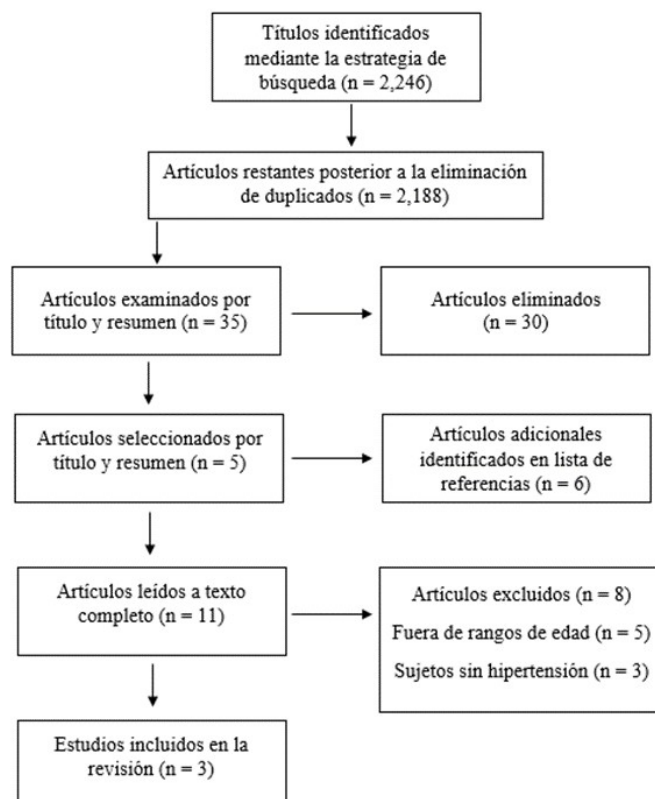 Títulos identificados
mediante la estrategia de
búsqueda (n = 2,246)
Artículos restantes posterior a la eliminación
de duplicados (n = 2,188)
Artículos examinados por
título y resumen (n = 35)
Artículos eliminados
(n = 30)
Artículos seleccionados por
título y resumen (n = 5)
Artículos adicionales
identificados en lista de
referencias (n = 6)
Artículos leídos a texto
completo (n = 11)
Artículos excluidos (n = 8)
Fuera de rangos de edad (n = 5)
Sujetos sin hipertensión (n = 3)
Estudios incluidos en la
revisión (n = 3)